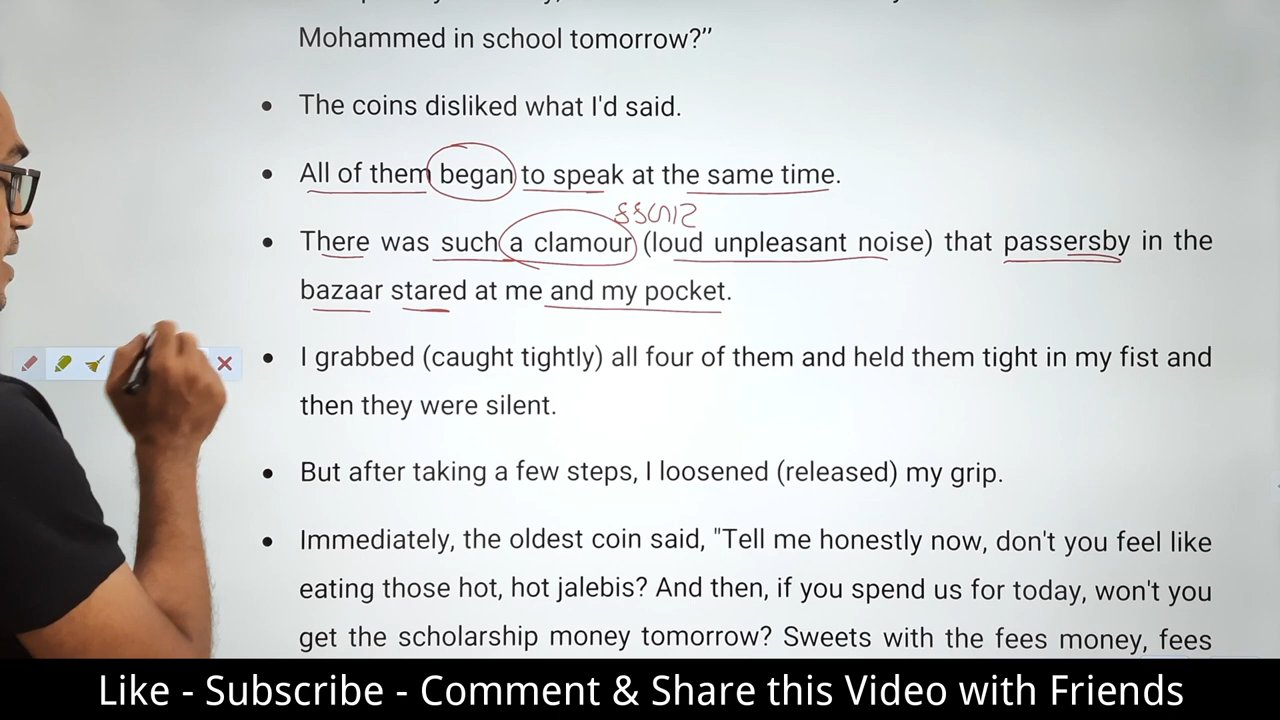 Mohammed in school tomorrow?”
• The coins disliked what I'd said.
• All of them began to speak at the same time.
• There was such a clamour (loud unpleasant noise) that passersby in the
bazaar stared at me and my pocket.
• I grabbed (caught tightly) all four of them and held them tight in my fist and
then they were silent.
• But after taking a few steps, I loosened (released) my grip.
• Immediately, the oldest coin said, "Tell me honestly now, don't you feel like
eating those hot, hot jalebis? And then, if you spend us for today, won't you
get the scholarship money tomorrow? Sweets with the fees money, fees
Like - Subscribe - Comment & Share this Video with Friends